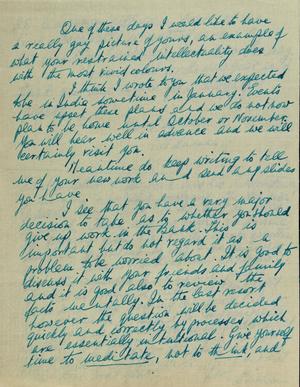 One of these days I would like to have
a really gay picture of yours, an example of
what your restrained intellectuality does
with the most vivid colours.
I think I wrote to you that we expected
to be in India sometime in January. Events
have upset these plans and we do not now
plan to be home until October or November.
You will hear well in advance and we will
certainly visit you.
Meantime do keep writing to tell
me of your new work and send any slides
you have.
I see that you have a very major
decision to take as to whether you should
give up work in the Bank. This is
important but do not regard it as a
problem to be worried about. It is good to
discuss it with your friends and family
and it is good also to review the
facts mentally. In the last resort
however the question will be decided
quickly and correctly by processes which
are essentially intuitional. Give yourself
time to meditate, not to think, and